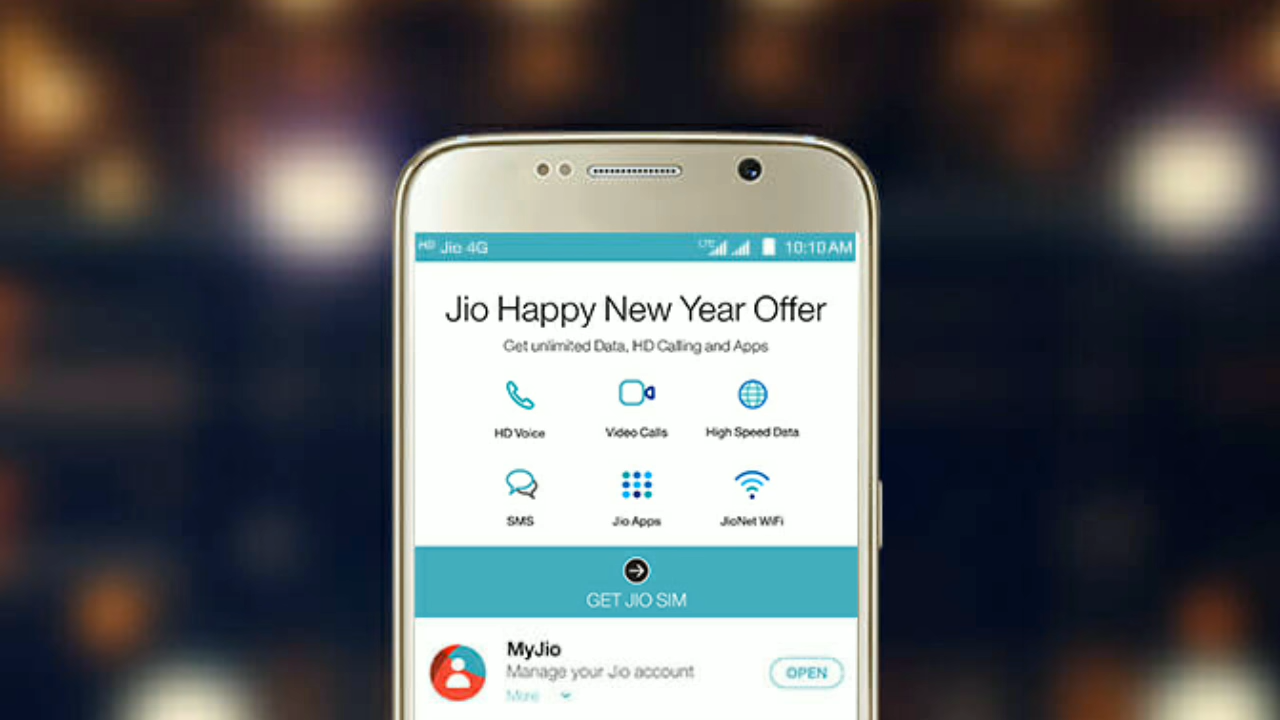 HD Jio 4G LTE 10:10 AM
Jio Happy New Year Offer
Get unlimited Data, HD Calling and Apps
HD Voice Video Calls High Speed Data
SMS Jio Apps JioNet WiFi
GET JIO SIM
MyJio
Manage your Jio account
OPEN
More